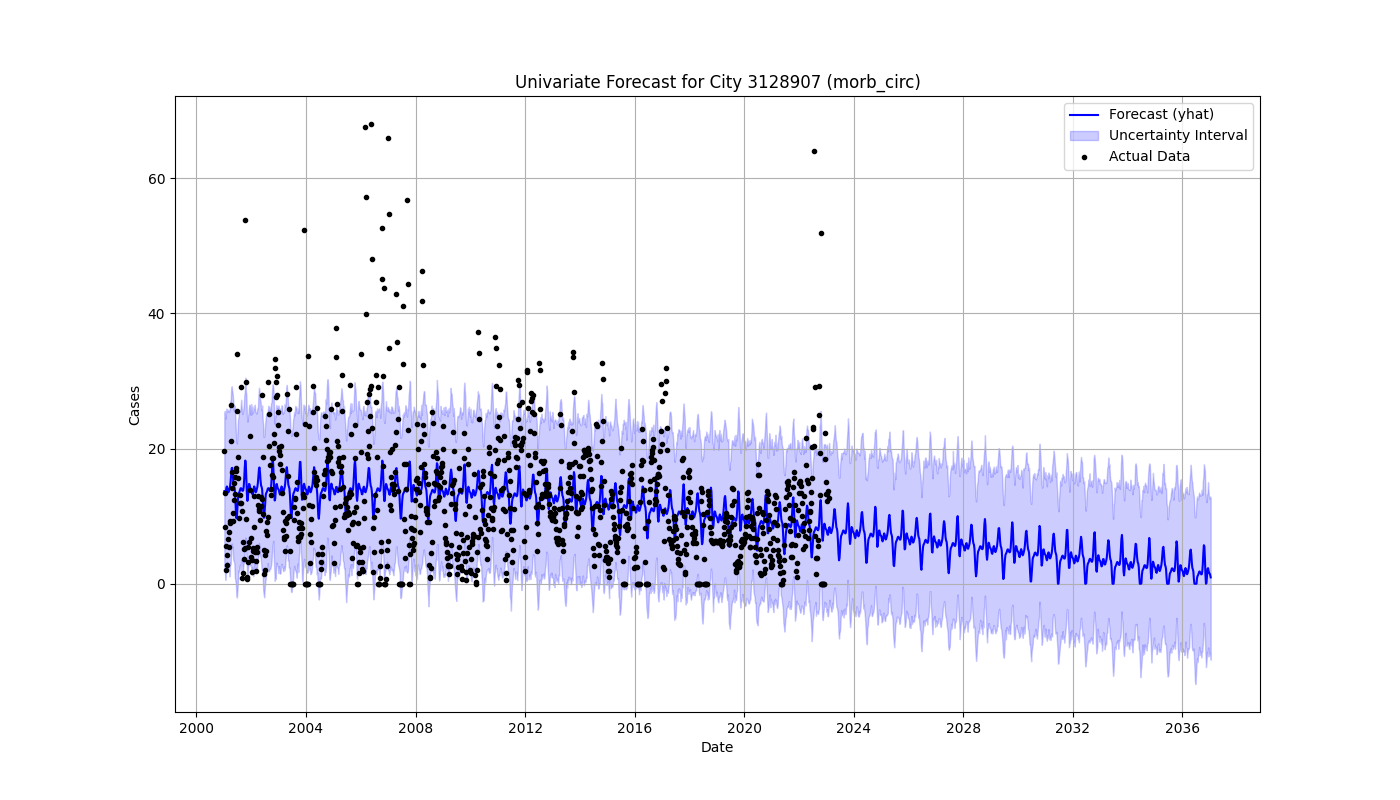 Univariate Forecast for City 3128907 (morb_circ)
Forecast (yhat)
Uncertainty Interval
Actual Data
Cases
60
40
20
0
2000 2004 2008 2012 2016 2020 2024 2028 2032 2036
Date